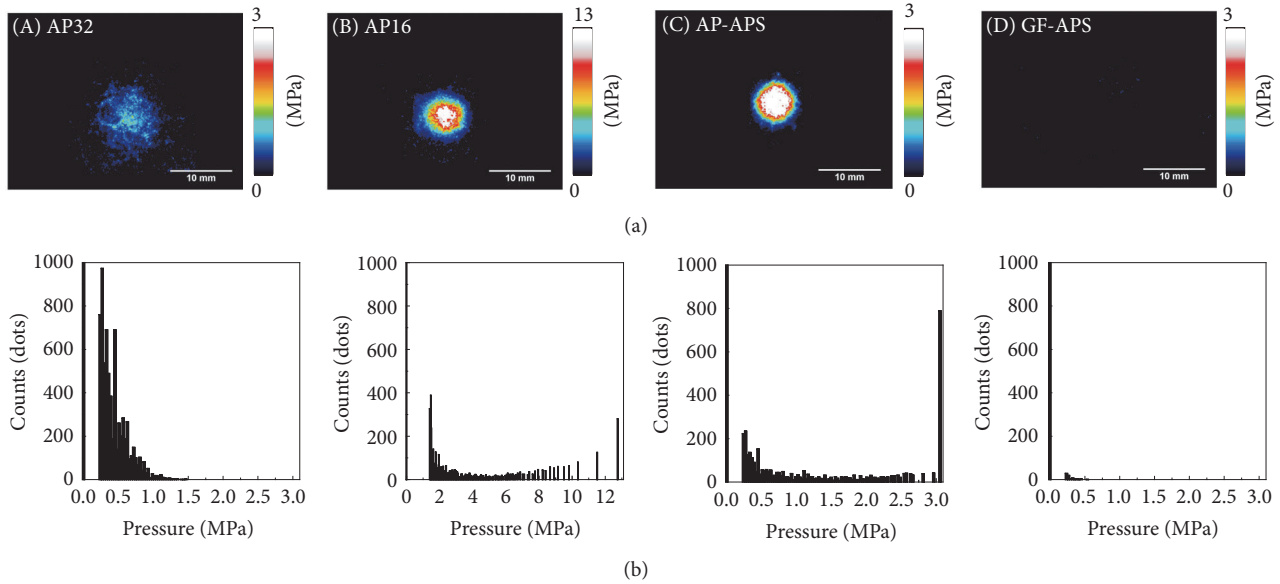 (A) AP32
3
(MPa)
0
10 mm
(B) AP16
13
(MPa)
0
10 mm
(C) AP-APS
3
(MPa)
0
10 mm
(D) GF-APS
3
(MPa)
0
10 mm
(a)
Counts (dots)
1000
800
600
400
200
0
0.0 0.5 1.0 1.5 2.0 2.5 3.0
Pressure (MPa)
Counts (dots)
1000
800
600
400
200
0
0 2 4 6 8 10 12
Pressure (MPa)
Counts (dots)
1000
800
600
400
200
0
0.0 0.5 1.0 1.5 2.0 2.5 3.0
Pressure (MPa)
Counts (dots)
1000
800
600
400
200
0
0.0 0.5 1.0 1.5 2.0 2.5 3.0
Pressure (MPa)
(b)